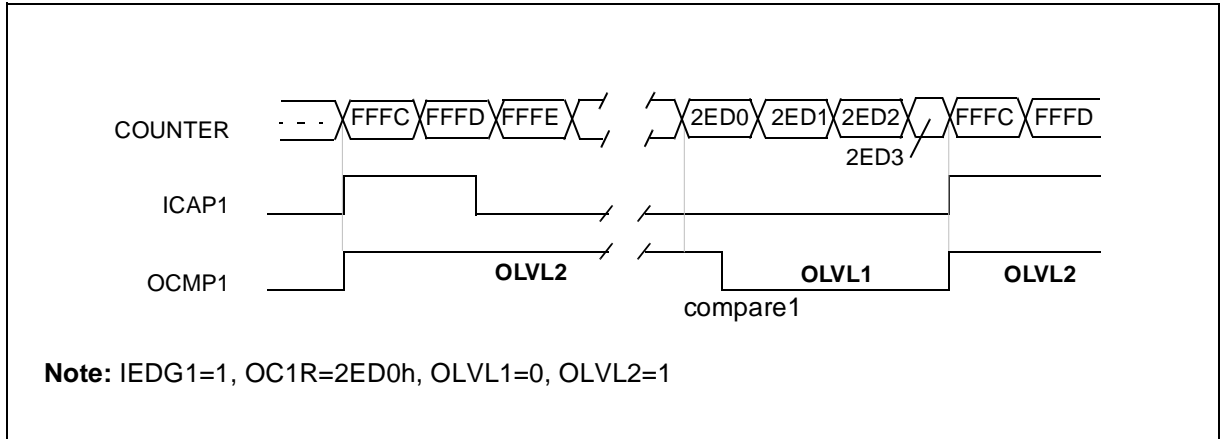 COUNTER - - - - FFFC FFFD FFFE 2ED0 2ED1 2ED2 FFFC FFFD
2ED3
ICAP1
OCMP1 OLVL2 OLVL1 OLVL2
compare1
Note: IEDG1=1, OC1R=2ED0h, OLVL1=0, OLVL2=1